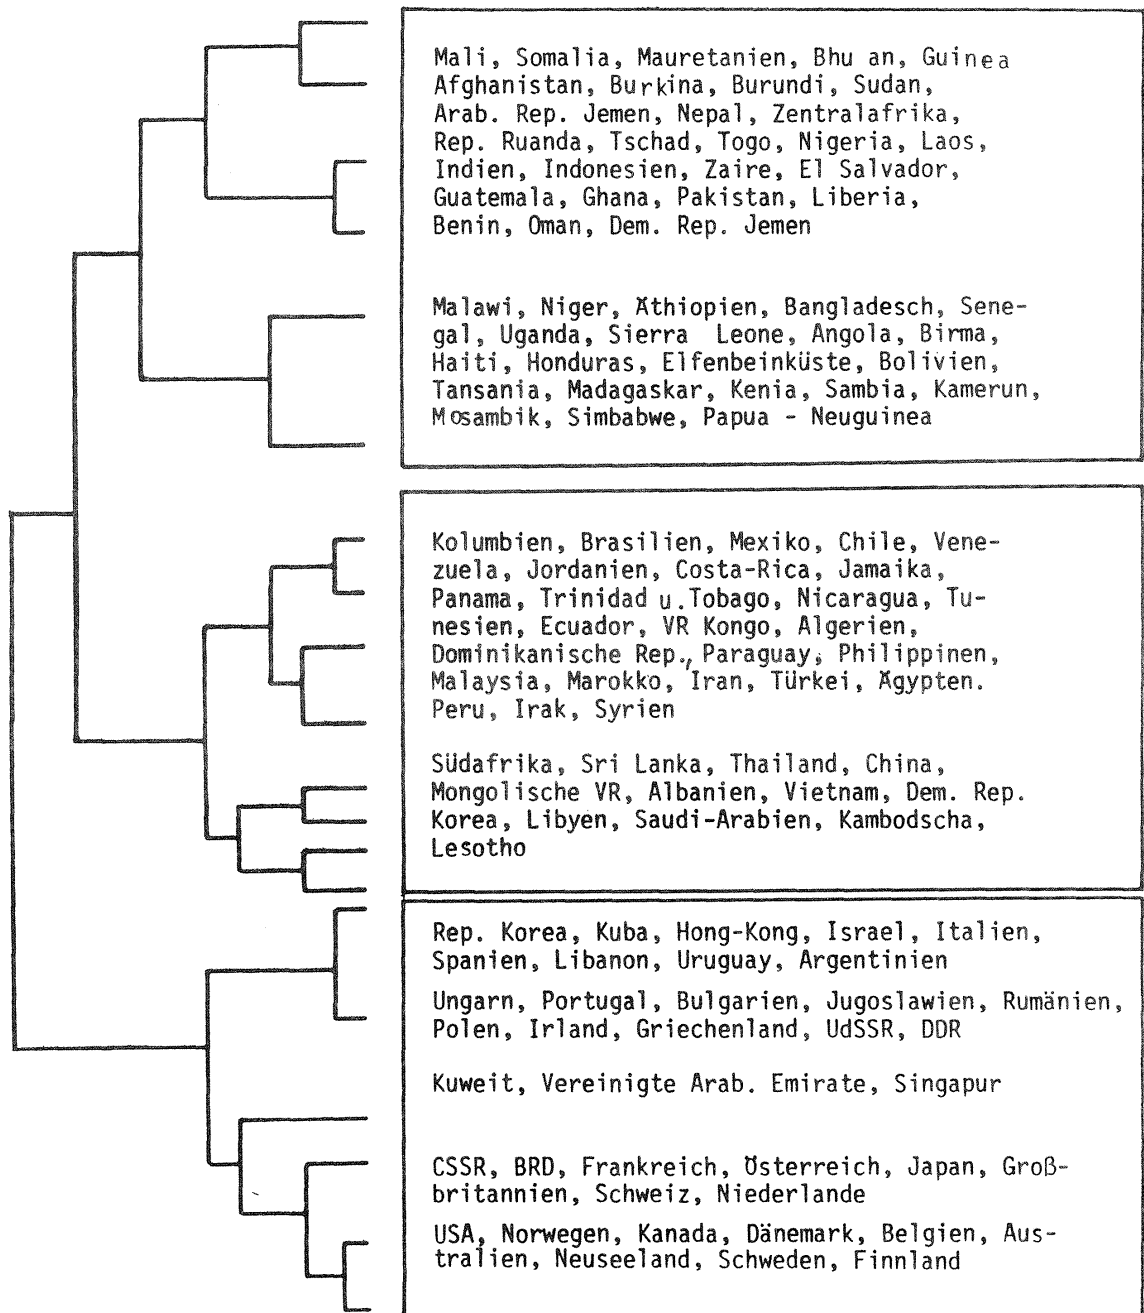 Mali, Somalia, Mauretanien, Bhu an, Guinea
Afghanistan, Burkina, Burundi, Sudan,
Arab. Rep. Jemen, Nepal, Zentralafrika,
Rep. Ruanda, Tschad, Togo, Nigeria, Laos,
Indien, Indonesien, Zaire, El Salvador,
Guatemala, Ghana, Pakistan, Liberia,
Benin, Oman, Dem. Rep. Jemen
Malawi, Niger, Äthiopien, Bangladesch, Sene-
gal, Uganda, Sierra Leone, Angola, Birma,
Haiti, Honduras, Elfenbeinküste, Bolivien,
Tansania, Madagaskar, Kenia, Sambia, Kamerun,
Mosambik, Simbabwe, Papua - Neuguinea
Kolumbien, Brasilien, Mexiko, Chile, Vene-
zuela, Jordanien, Costa-Rica, Jamaika,
Panama, Trinidad u.Tobago, Nicaragua, Tu-
nesien, Ecuador, VR Kongo, Algerien,
Dominikanische Rep., Paraguay, Philippinen,
Malaysia, Marokko, Iran, Türkei, Ägypten.
Peru, Irak, Syrien
Südafrika, Sri Lanka, Thailand, China,
Mongolische VR, Albanien, Vietnam, Dem. Rep.
Korea, Libyen, Saudi-Arabien, Kambodscha,
Lesotho
Rep. Korea, Kuba, Hong-Kong, Israel, Italien,
Spanien, Libanon, Uruguay, Argentinien
Ungarn, Portugal, Bulgarien, Jugoslawien, Rumänien,
Polen, Irland, Griechenland, UdSSR, DDR
Kuweit, Vereinigte Arab. Emirate, Singapur
CSSR, BRD, Frankreich, Österreich, Japan, Groß-
britannien, Schweiz, Niederlande
USA, Norwegen, Kanada, Dänemark, Belgien, Aus-
tralien, Neuseeland, Schweden, Finnland